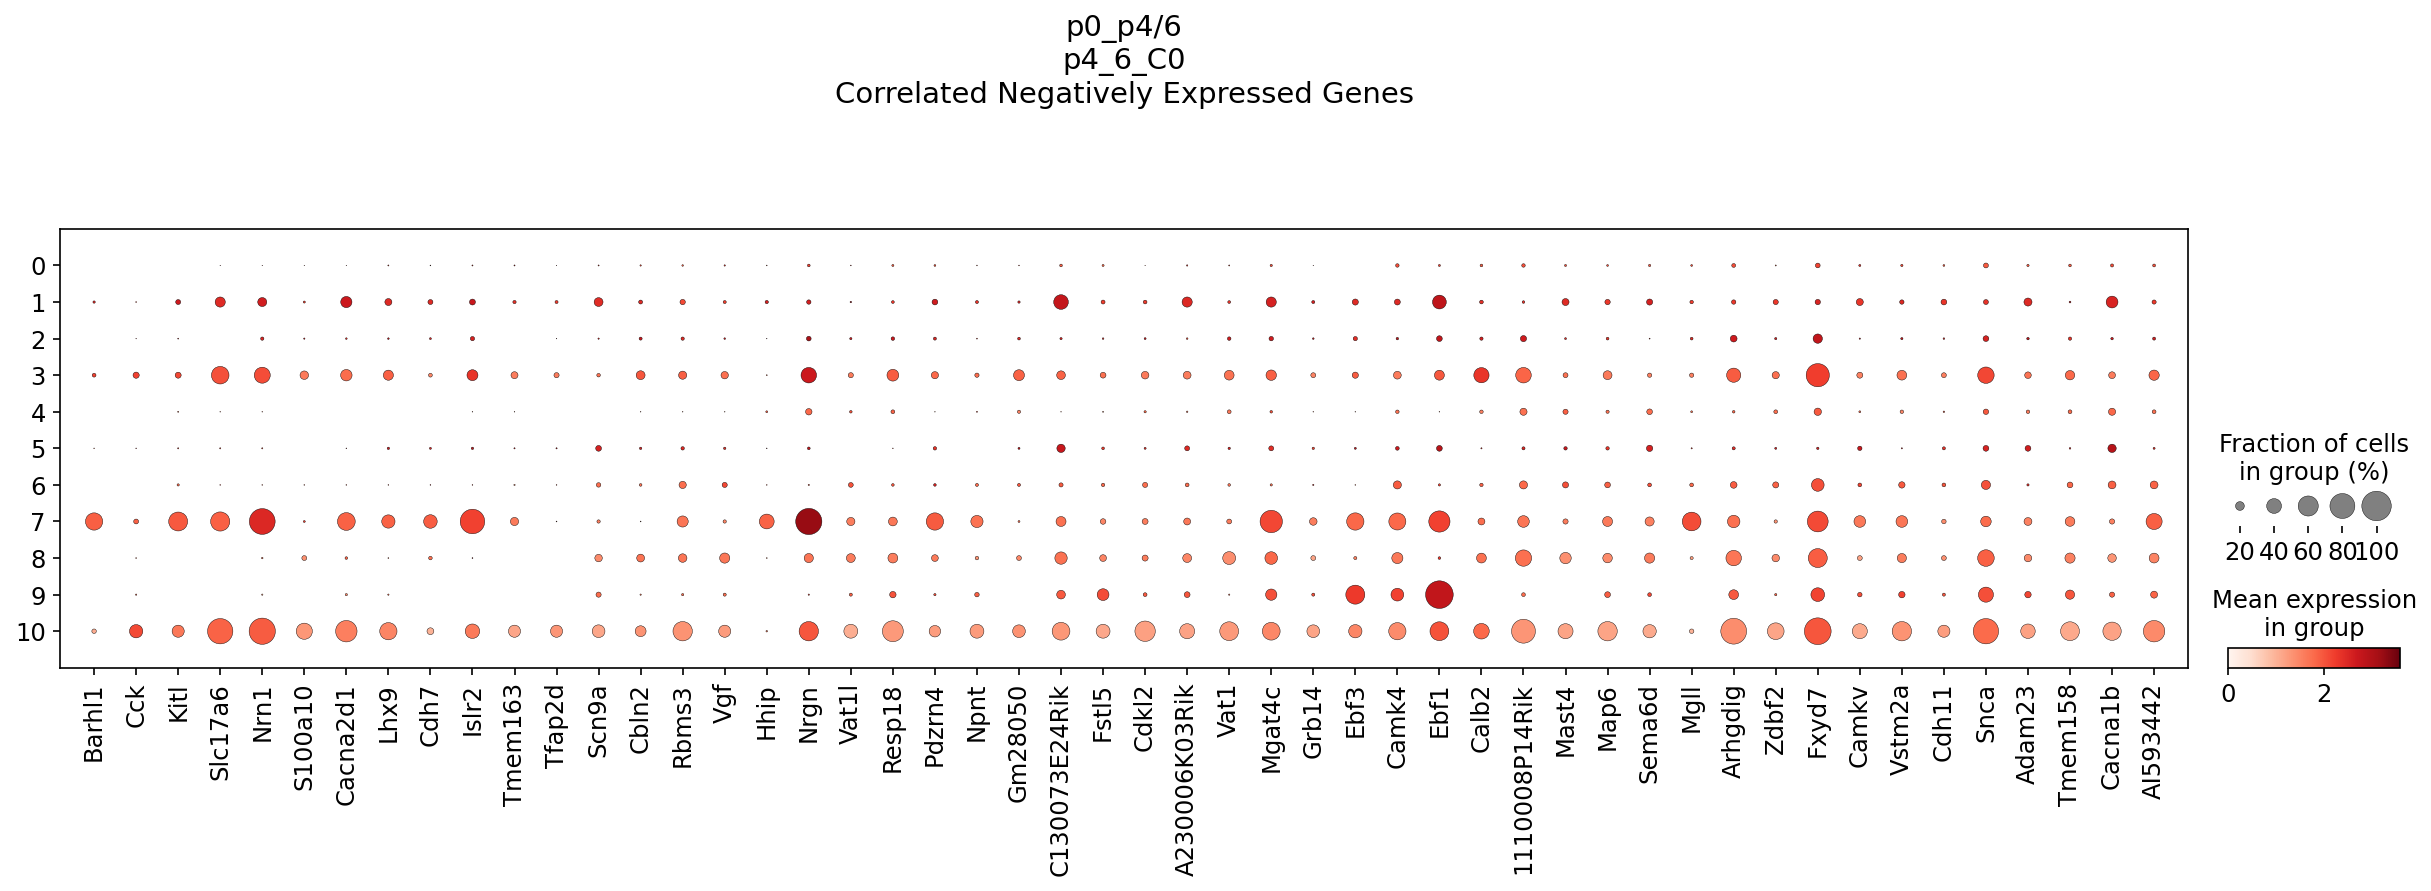 p0_p4/6
p4_6_C0
Correlated Negatively Expressed Genes
0
1
2
3
4
5
6
7
8
9
10
Barhl1
Cck
Kitl
Slc17a6
Nrn1
S100a10
Cacna2d1
Lhx9
Cdh7
Islr2
Tmem163
Tfap2d
Scn9a
Cbln2
Rbms3
Vgf
Hhip
Nrgn
Vat1l
Resp18
Pdzrn4
Npnt
Gm28050
C130073E24Rik
Fstl5
Cdkl2
A230006K03Rik
Vat1
Mgat4c
Grb14
Ebf3
Camk4
Ebf1
Calb2
1110008P14Rik
Mast4
Map6
Sema6d
Mgll
Arhgdig
Zdbf2
Fxyd7
Camkv
Vstm2a
Cdh11
Snca
Adam23
Tmem158
Cacna1b
AI593442
Fraction of cells
in group (%)
20 40 60 80 100
Mean expression
in group
0 2